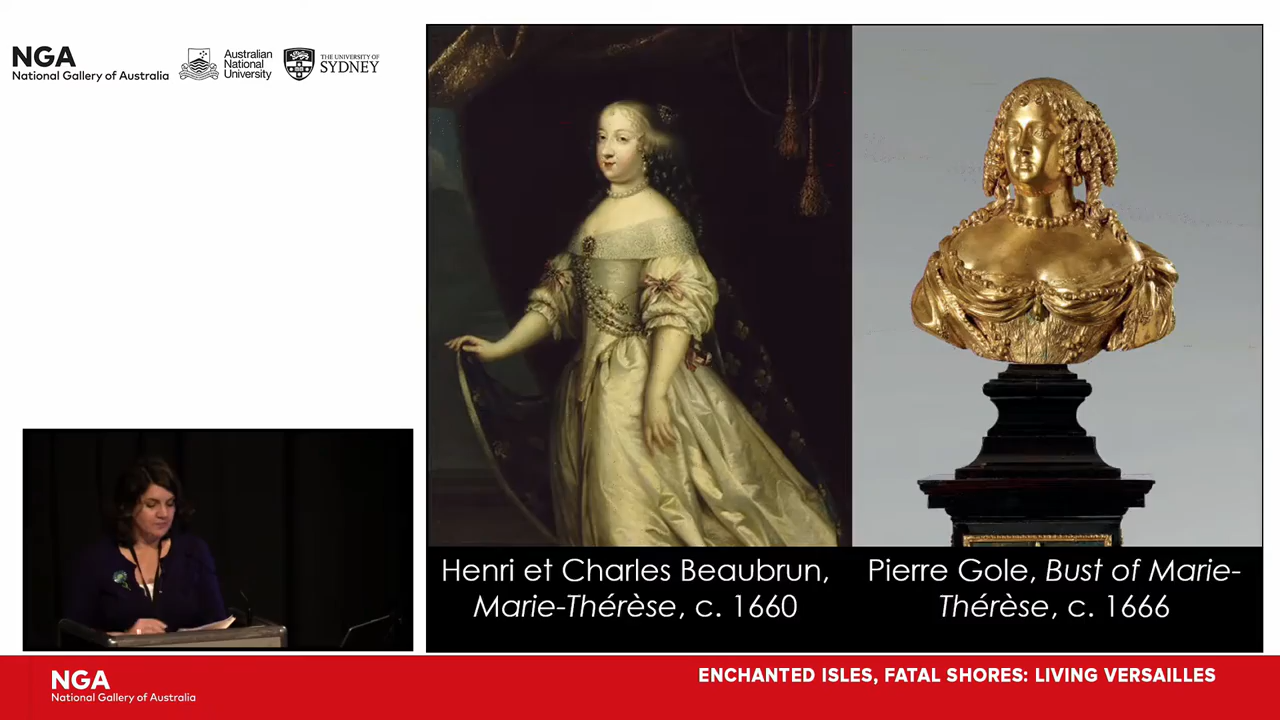 NGA
National Gallery of Australia
Australian
National
University
THE UNIVERSITY OF
SYDNEY
Henri et Charles Beaubrun,
Marie-Thérèse, c. 1660
Pierre Gole, Bust of Marie-
Thérèse, c. 1666
NGA
National Gallery of Australia
ENCHANTED ISLES, FATAL SHORES: LIVING VERSAILLES